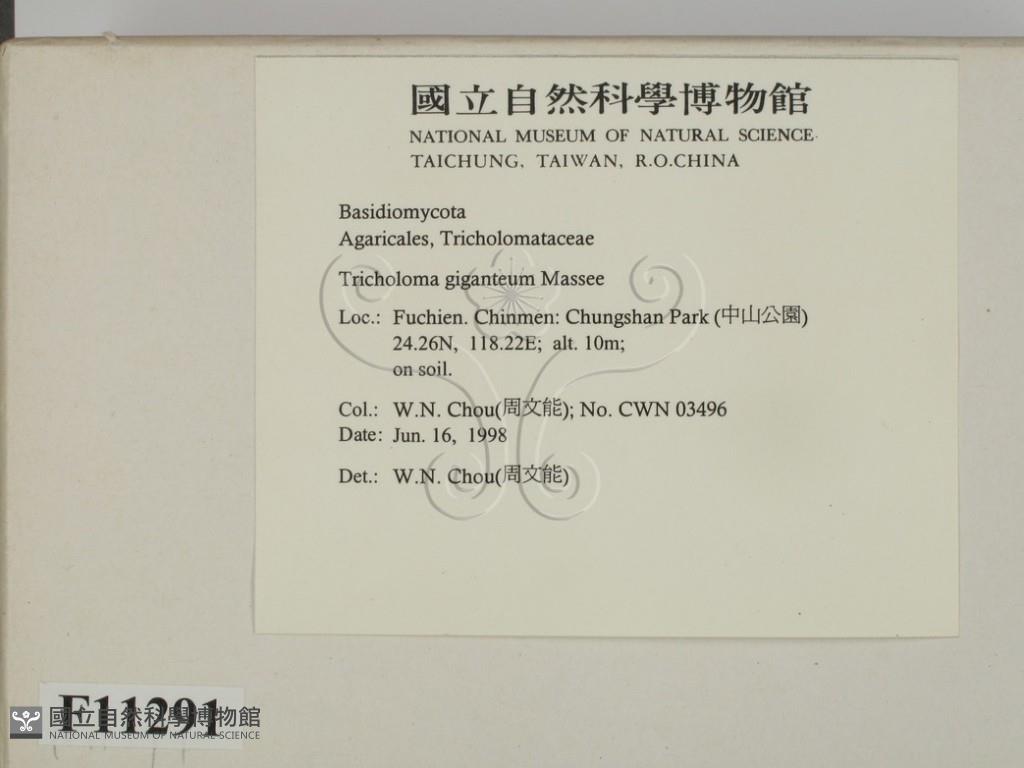 國立自然科學博物館
NATIONAL MUSEUM OF NATURAL SCIENCE
TAICHUNG, TAIWAN, R.O.CHINA
Basidiomycota
Agaricales, Tricholomataceae
Tricholoma giganteum Massee
Loc.: Fuchien. Chinmen: Chungshan Park (中山公園)
24.26N, 118.22E; alt. 10m;
on soil.
Col.: W.N. Chou(周文能); No. CWN 03496
Date: Jun. 16, 1998
Det.: W.N. Chou(周文能)
F11291
國立自然科學博物館
NATIONAL MUSEUM OF NATURAL SCIENCE